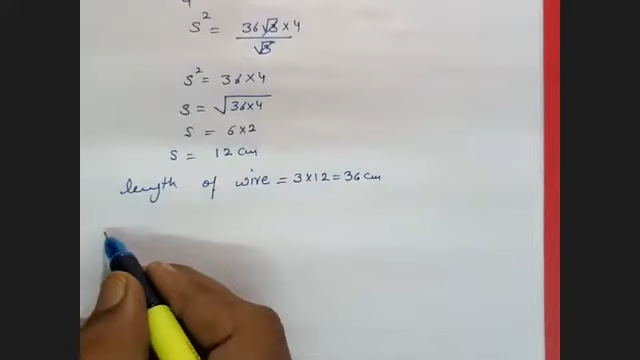 4
s² = 36√3 × 4
√3
s² = 36 × 4
s = √36×4
s = 6×2
s = 12 cm
length of wire = 3×12 = 36 cm